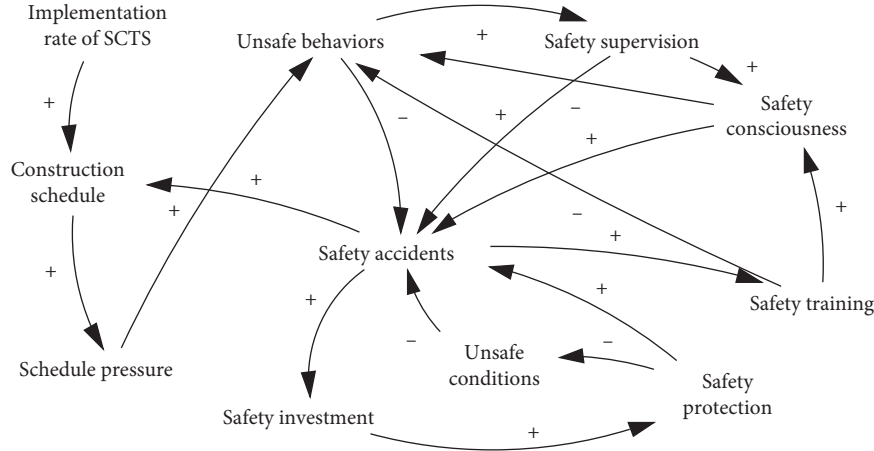 Implementation
rate of SCTS
Unsafe behaviors
+
Safety supervision
+
+
Safety
consciousness
–
+
–
+
Construction
schedule
+
+
–
+
+
+
Safety accidents
Safety training
+
+
–
Unsafe
conditions
–
Schedule pressure
Safety
protection
Safety investment
+